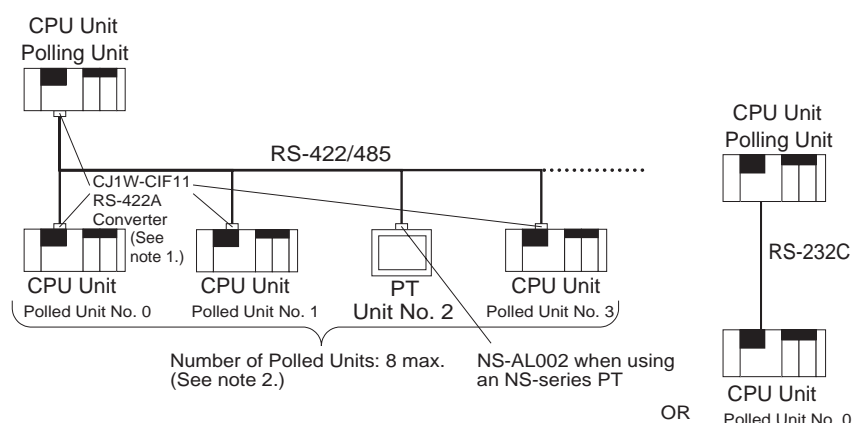 CPU Unit
Polling Unit
RS-422/485
CJ1W-CIF11
RS-422A
Converter
(See
note 1.)
CPU Unit
Polled Unit No. 0
CPU Unit
Polled Unit No. 1
PT
Unit No. 2
CPU Unit
Polled Unit No. 3
Number of Polled Units: 8 max.
(See note 2.)
NS-AL002 when using
an NS-series PT
OR
CPU Unit
Polling Unit
RS-232C
CPU Unit
Polled Unit No. 0